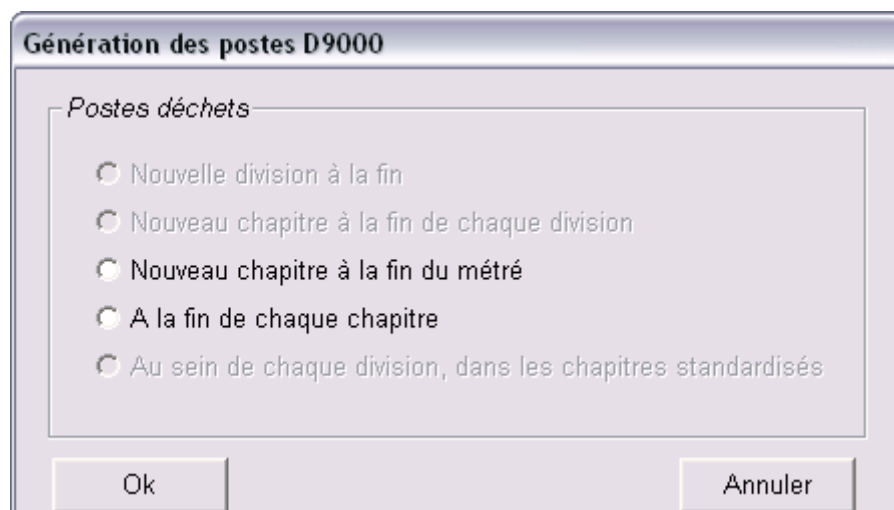 Génération des postes D9000
Postes déchets
Nouvelle division à la fin
Nouveau chapitre à la fin de chaque division
Nouveau chapitre à la fin du métré
A la fin de chaque chapitre
Au sein de chaque division, dans les chapitres standardisés
Ok
Annuler